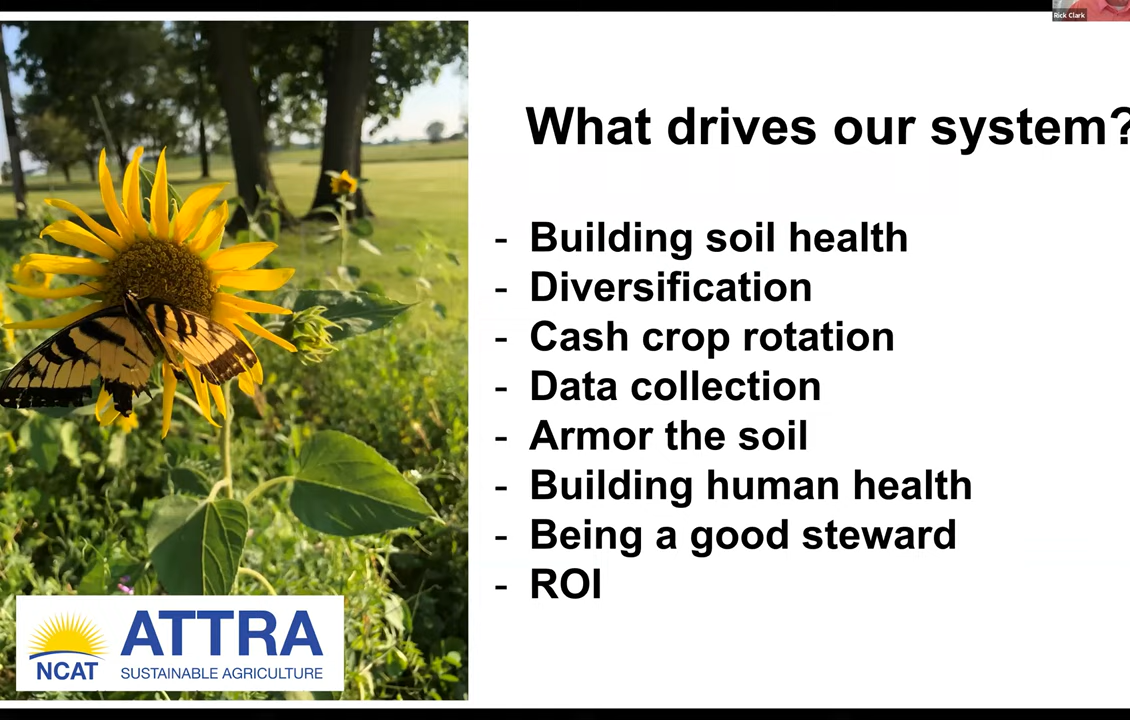 Rick Clark
What drives our system?
- Building soil health
- Diversification
- Cash crop rotation
- Data collection
- Armor the soil
- Building human health
- Being a good steward
- ROI
NCAT
ATTRA
SUSTAINABLE AGRICULTURE